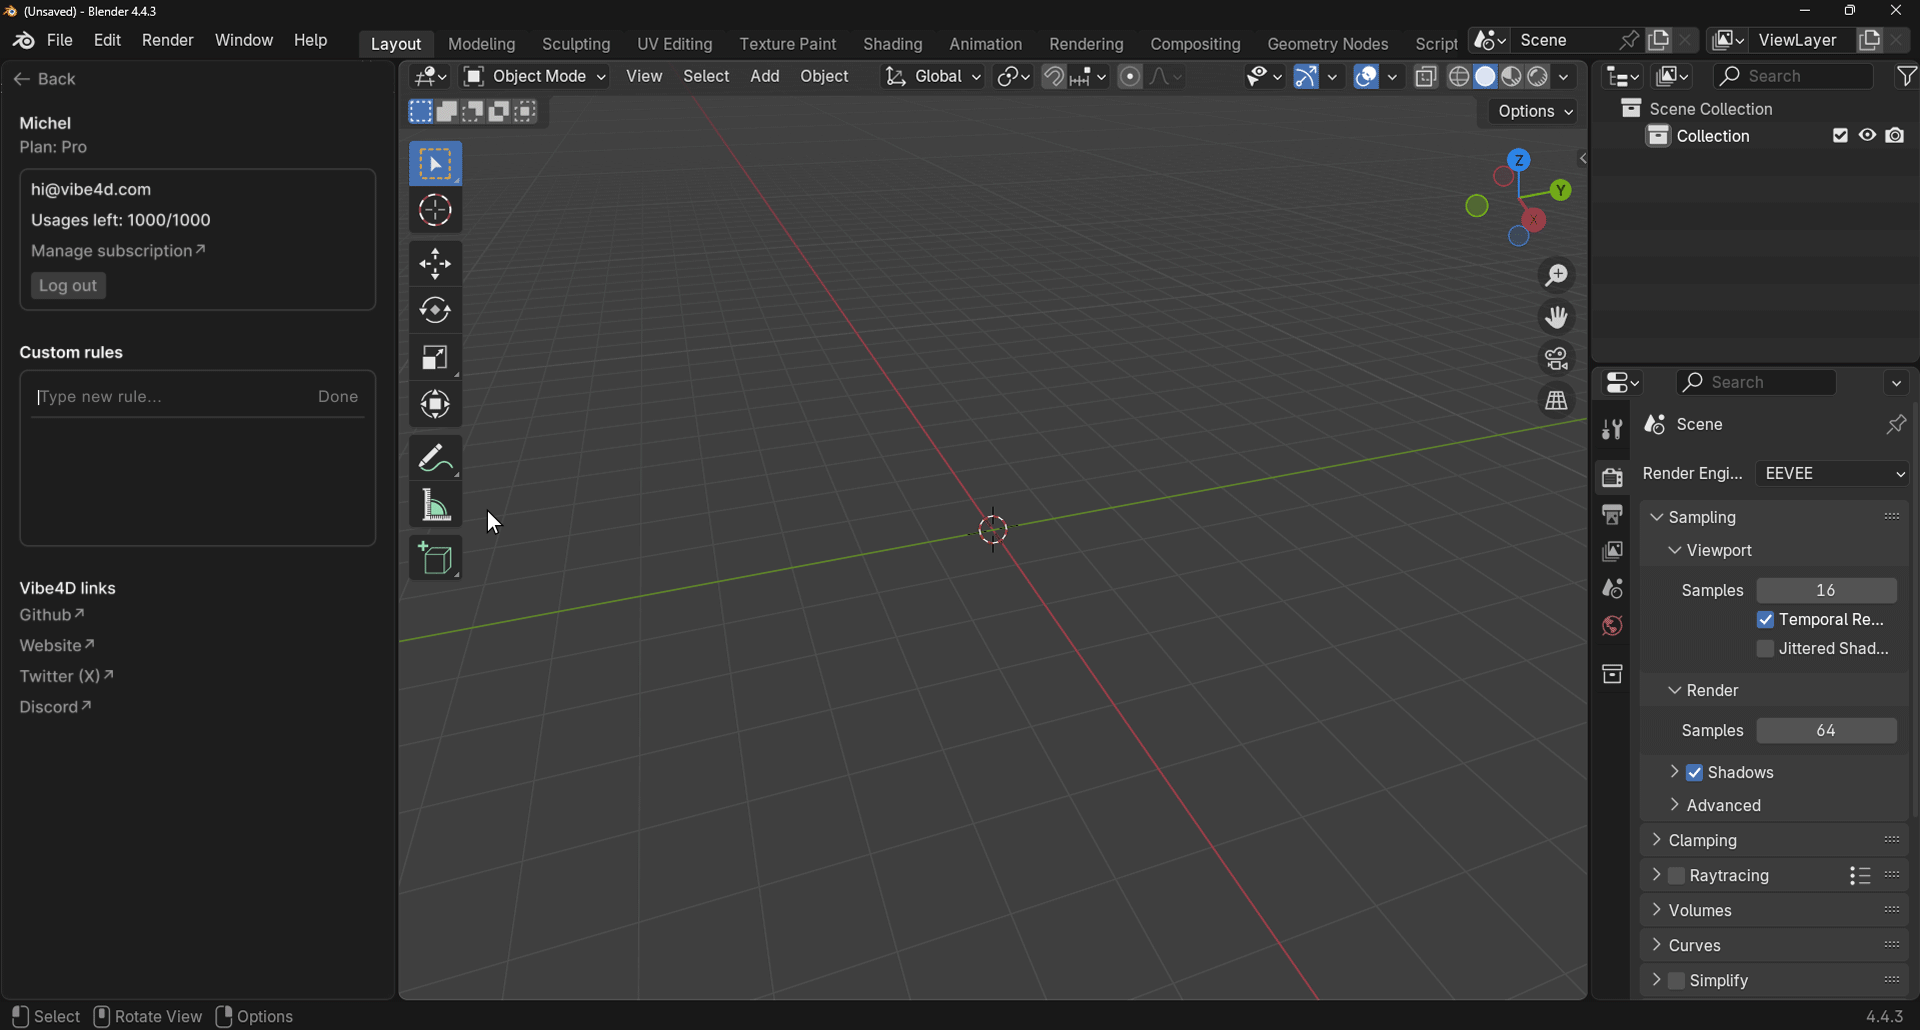 (Unsaved) - Blender 4.4.3
File Edit Render Window Help
Layout Modeling Sculpting UV Editing Texture Paint Shading Animation Rendering Compositing Geometry Nodes Script
Scene
ViewLayer
Back
Michel
Plan: Pro
hi@vibe4d.com
Usages left: 1000/1000
Manage subscription↗
Log out
Custom rules
Type new rule...
Done
Vibe4D links
Github↗
Website↗
Twitter (X)↗
Discord↗
Object Mode View Select Add Object Global
Options
Z
Y
X
Search
Scene Collection
Collection
Search
Scene
Render Engi... EEVEE
Sampling
Viewport
Samples 16
Temporal Re...
Jittered Shad...
Render
Samples 64
Shadows
Advanced
Clamping
Raytracing
Volumes
Curves
Simplify
Select Rotate View Options
4.4.3